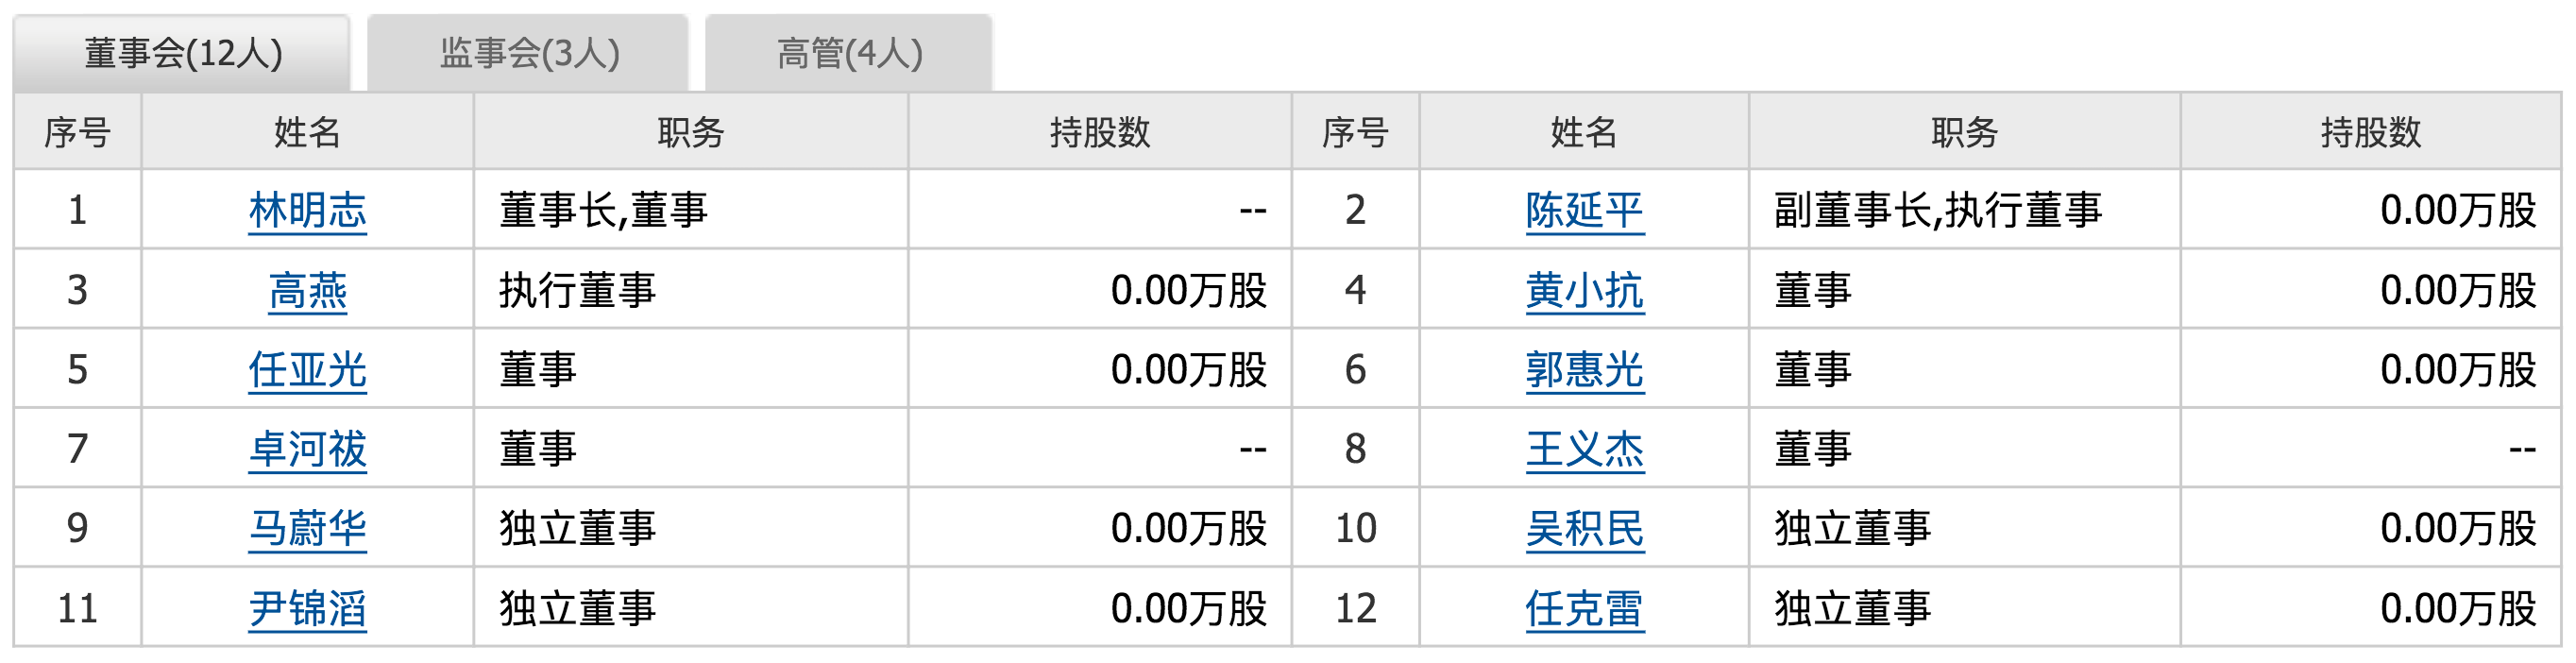 董事会(12人) 监事会(3人) 高管(4人)
序号 姓名 职务 持股数 序号 姓名 职务 持股数
1 林明志 董事长,董事 -- 2 陈延平 副董事长,执行董事 0.00万股
3 高燕 执行董事 0.00万股 4 黄小抗 董事 0.00万股
5 任亚光 董事 0.00万股 6 郭惠光 董事 0.00万股
7 卓河祓 董事 -- 8 王义杰 董事 --
9 马蔚华 独立董事 0.00万股 10 吴积民 独立董事 0.00万股
11 尹锦滔 独立董事 0.00万股 12 任克雷 独立董事 0.00万股